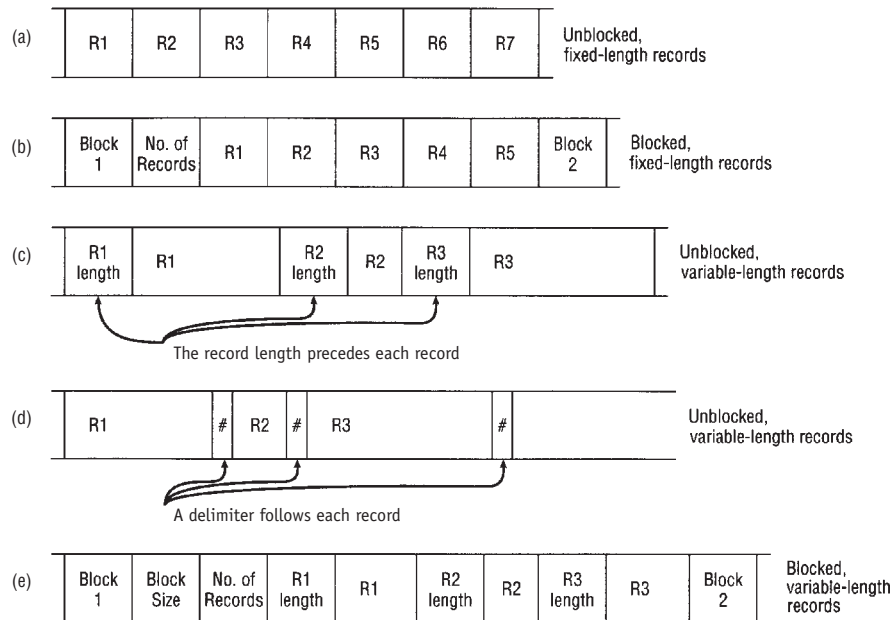 (a) R1 R2 R3 R4 R5 R6 R7 Unblocked, fixed-length records
(b) Block 1 No. of Records R1 R2 R3 R4 R5 Block 2 Blocked, fixed-length records
(c) R1 length R1 R2 length R2 R3 length R3 Unblocked, variable-length records
The record length precedes each record
(d) R1 # R2 # R3 # Unblocked, variable-length records
A delimiter follows each record
(e) Block 1 Block Size No. of Records R1 length R1 R2 length R2 R3 length R3 Block 2 Blocked, variable-length records